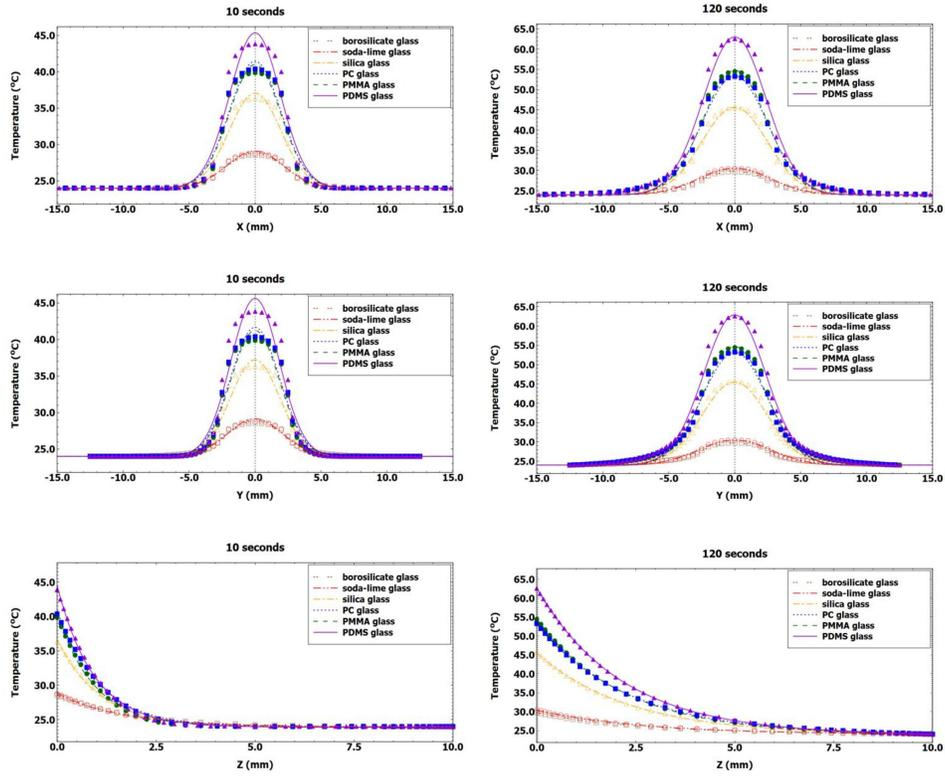 10 seconds
45.0
40.0
35.0
30.0
25.0
Temperature (°C)
borosilicate glass
soda-lime glass
silica glass
PC glass
PMMA glass
PDMS glass
-15.0 -10.0 -5.0 0.0 5.0 10.0 15.0
X (mm)
120 seconds
65.0
60.0
55.0
50.0
45.0
40.0
35.0
30.0
25.0
Temperature (°C)
borosilicate glass
soda-lime glass
silica glass
PC glass
PMMA glass
PDMS glass
-15.0 -10.0 -5.0 0.0 5.0 10.0 15.0
X (mm)
10 seconds
45.0
40.0
35.0
30.0
25.0
Temperature (°C)
borosilicate glass
soda-lime glass
silica glass
PC glass
PMMA glass
PDMS glass
-15.0 -10.0 -5.0 0.0 5.0 10.0 15.0
Y (mm)
120 seconds
65.0
60.0
55.0
50.0
45.0
40.0
35.0
30.0
25.0
Temperature (°C)
borosilicate glass
soda-lime glass
silica glass
PC glass
PMMA glass
PDMS glass
-15.0 -10.0 -5.0 0.0 5.0 10.0 15.0
Y (mm)
10 seconds
45.0
40.0
35.0
30.0
25.0
Temperature (°C)
borosilicate glass
soda-lime glass
silica glass
PC glass
PMMA glass
PDMS glass
0.0 2.5 5.0 7.5 10.0
Z (mm)
120 seconds
65.0
60.0
55.0
50.0
45.0
40.0
35.0
30.0
25.0
Temperature (°C)
borosilicate glass
soda-lime glass
silica glass
PC glass
PMMA glass
PDMS glass
0.0 2.5 5.0 7.5 10.0
Z (mm)